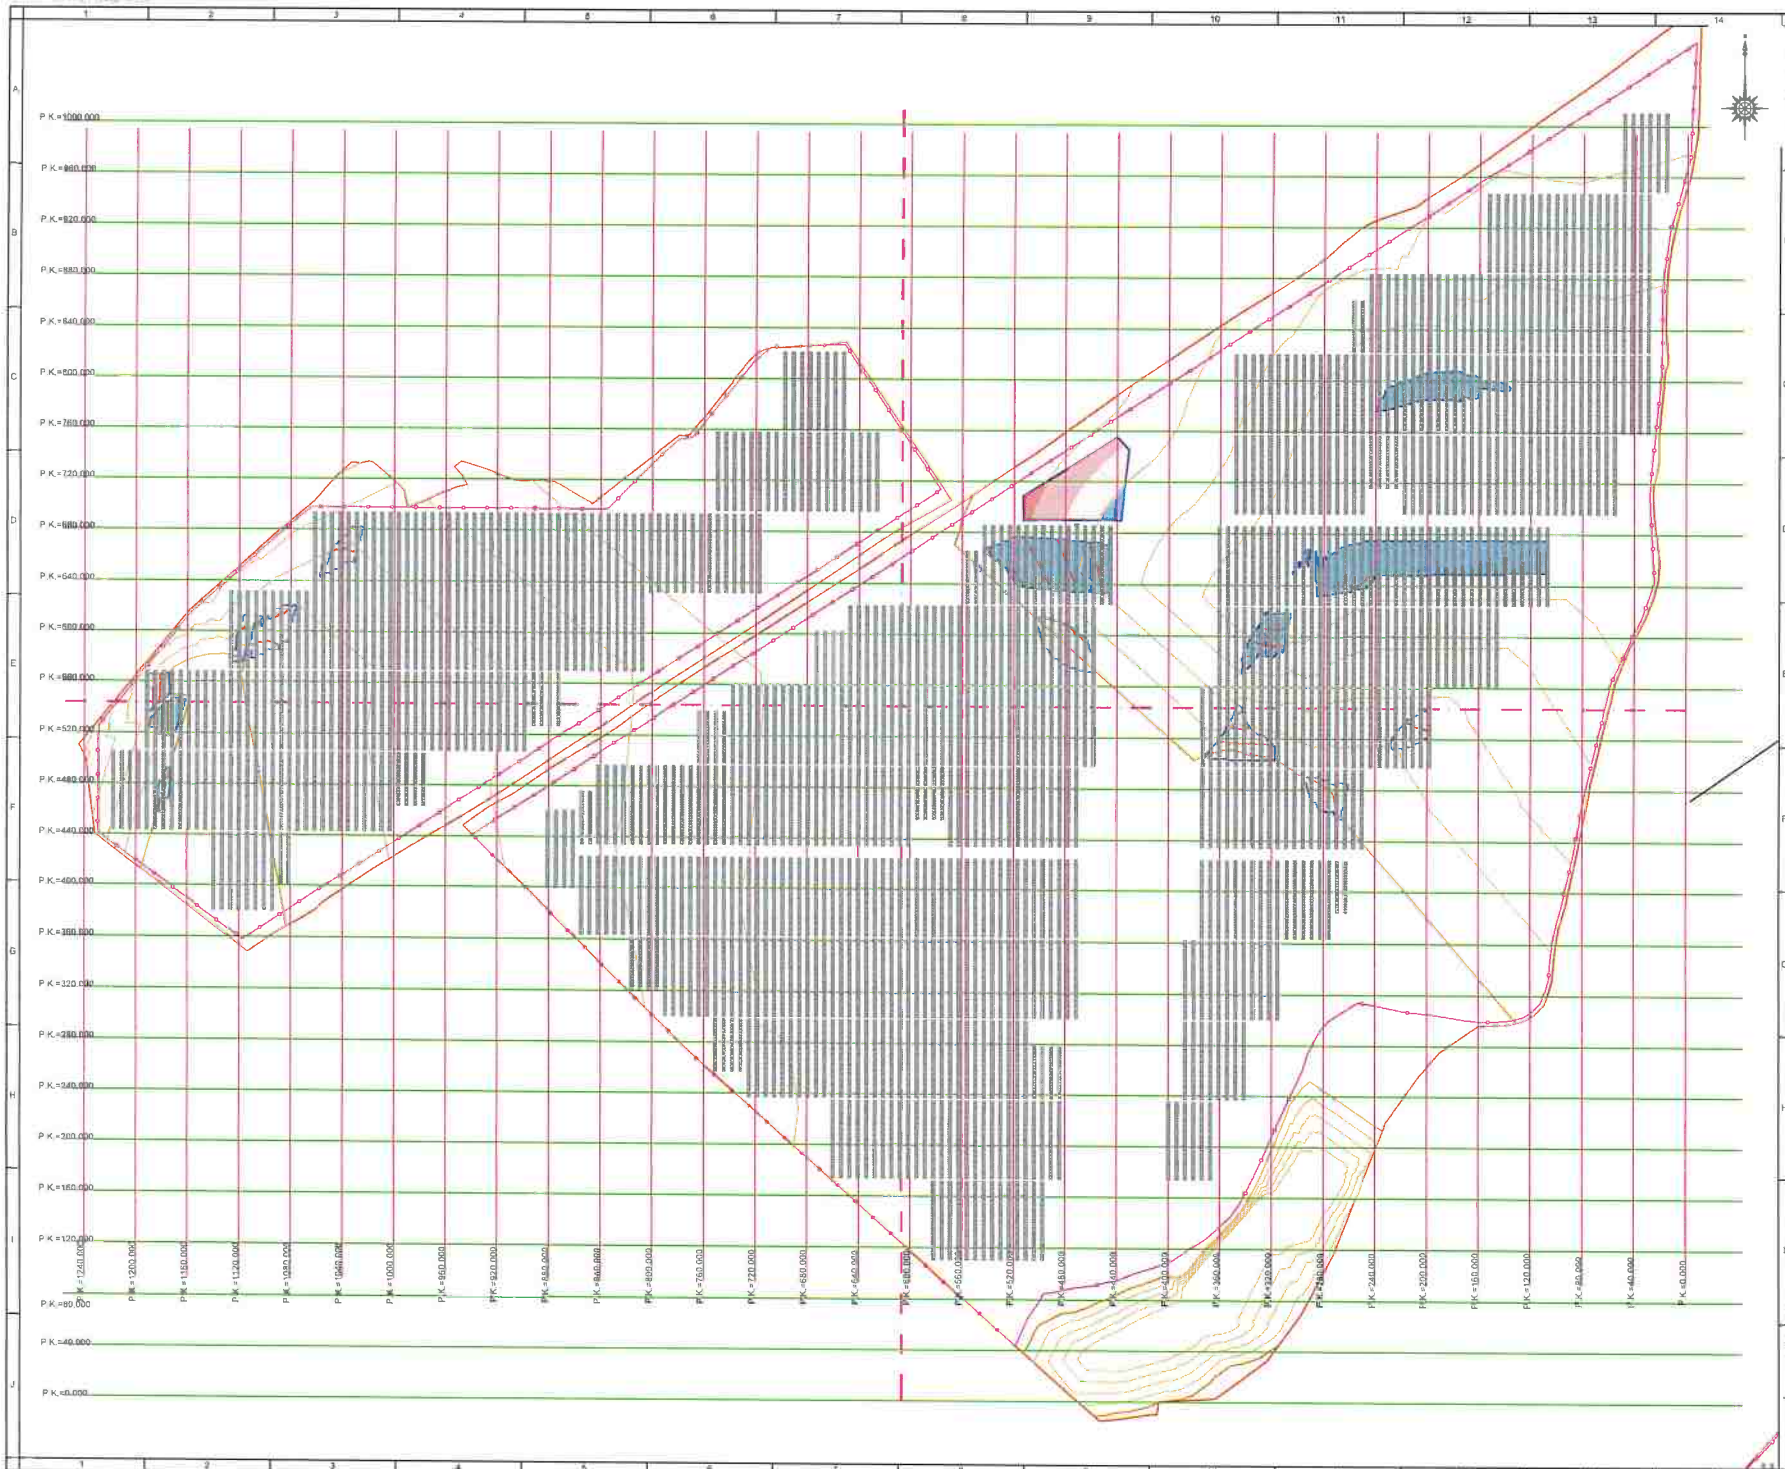 1 2 3 4 5 6 7 8 9 10 11 12 13 14
A
B
C
D
E
F
G
H
I
J
P.K.=1000.000
P.K.=960.000
P.K.=920.000
P.K.=880.000
P.K.=840.000
P.K.=800.000
P.K.=760.000
P.K.=720.000
P.K.=680.000
P.K.=640.000
P.K.=600.000
P.K.=560.000
P.K.=520.000
P.K.=480.000
P.K.=440.000
P.K.=400.000
P.K.=360.000
P.K.=320.000
P.K.=280.000
P.K.=240.000
P.K.=200.000
P.K.=160.000
P.K.=120.000
P.K.=80.000
P.K.=40.000
P.K.=0.000
P.K.=1240.000
P.K.=1200.000
P.K.=1160.000
P.K.=1120.000
P.K.=1080.000
P.K.=1040.000
P.K.=1000.000
P.K.=960.000
P.K.=920.000
P.K.=880.000
P.K.=840.000
P.K.=800.000
P.K.=760.000
P.K.=720.000
P.K.=680.000
P.K.=640.000
P.K.=600.000
P.K.=560.000
P.K.=520.000
P.K.=480.000
P.K.=440.000
P.K.=400.000
P.K.=360.000
P.K.=320.000
P.K.=280.000
P.K.=240.000
P.K.=200.000
P.K.=160.000
P.K.=120.000
P.K.=80.000
P.K.=40.000
P.K.=0.000